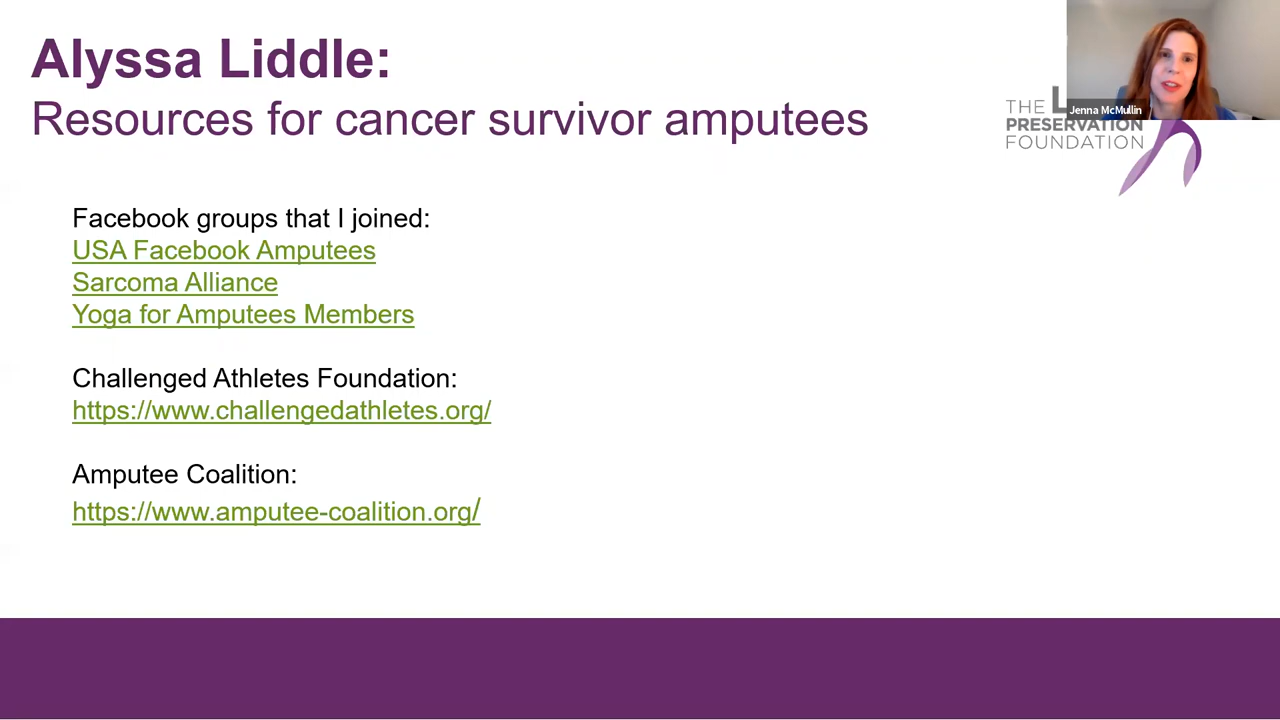 Alyssa Liddle:
Resources for cancer survivor amputees
Jenna McMullin
THE L
PRESERVATION
FOUNDATION
Facebook groups that I joined:
USA Facebook Amputees
Sarcoma Alliance
Yoga for Amputees Members
Challenged Athletes Foundation:
https://www.challengedathletes.org/
Amputee Coalition:
https://www.amputee-coalition.org/